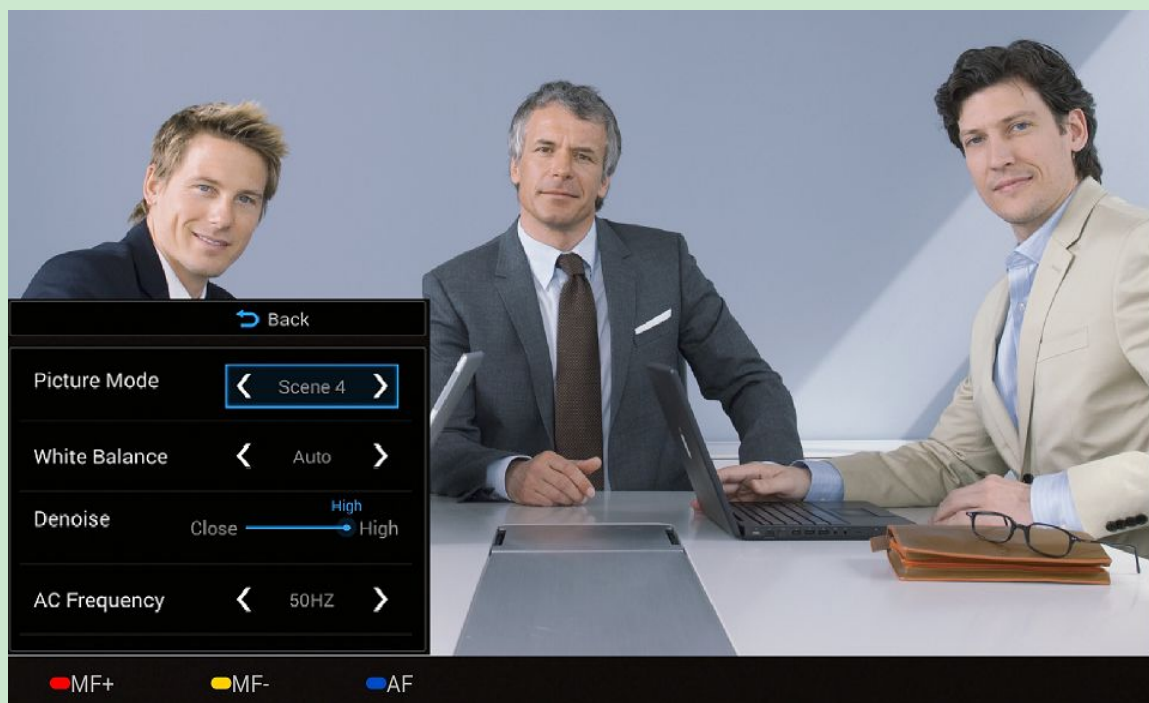 Back
Picture Mode Scene 4
White Balance Auto
High
Denoise Close High
AC Frequency 50HZ
MF+ MF- AF